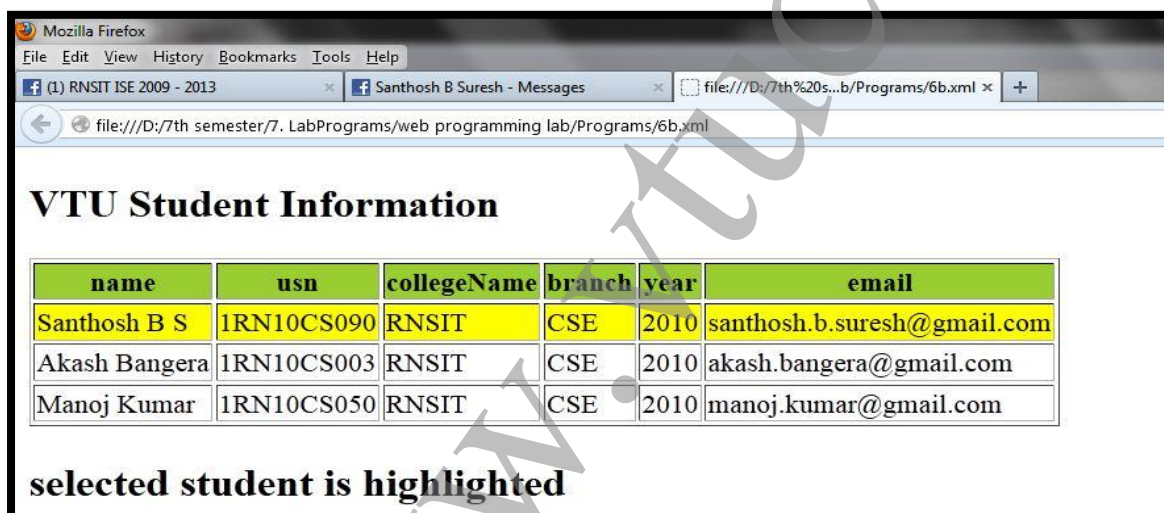 Mozilla Firefox
File Edit View History Bookmarks Tools Help
(1) RNSIT ISE 2009 - 2013 × Santhosh B Suresh - Messages × file:///D:/7th%20s...b/Programs/6b.xml × +
file:///D:/7th semester/7. LabPrograms/web programming lab/Programs/6b.xml
VTU Student Information
name usn collegeName branch year email
Santhosh B S 1RN10CS090 RNSIT CSE 2010 santhosh.b.suresh@gmail.com
Akash Bangera 1RN10CS003 RNSIT CSE 2010 akash.bangera@gmail.com
Manoj Kumar 1RN10CS050 RNSIT CSE 2010 manoj.kumar@gmail.com
selected student is highlighted